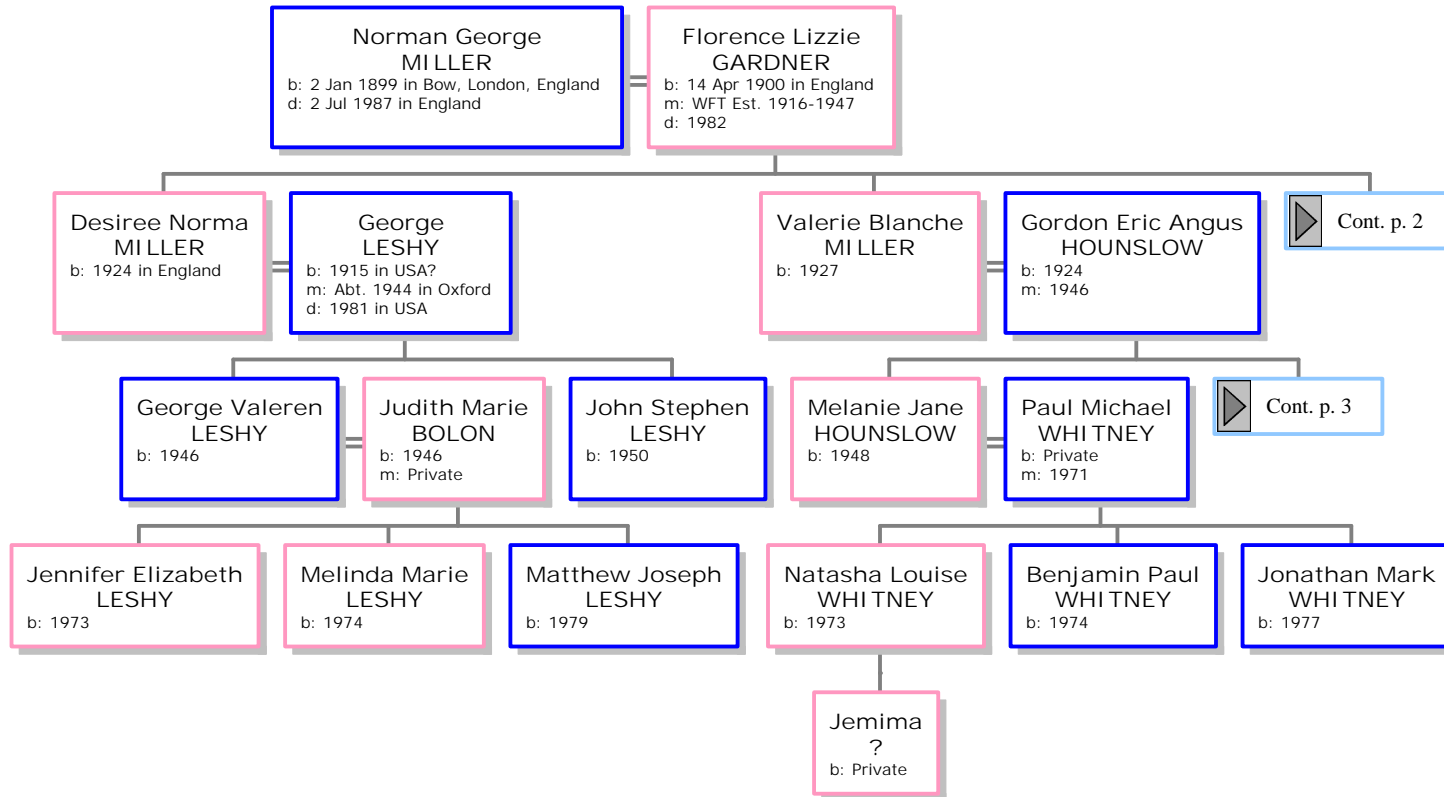 Norman George
MILLER
b: 2 Jan 1899 in Bow, London, England
d: 2 Jul 1987 in England
Florence Lizzie
GARDNER
b: 14 Apr 1900 in England
m: WFT Est. 1916-1947
d: 1982
Desiree Norma
MILLER
b: 1924 in England
George
LESHY
b: 1915 in USA?
m: Abt. 1944 in Oxford
d: 1981 in USA
Valerie Blanche
MILLER
b: 1927
Gordon Eric Angus
HOUNSLOW
b: 1924
m: 1946
Cont. p. 2
George Valeren
LESHY
b: 1946
Judith Marie
BOLON
b: 1946
m: Private
John Stephen
LESHY
b: 1950
Melanie Jane
HOUNSLOW
b: 1948
Paul Michael
WHITNEY
b: Private
m: 1971
Cont. p. 3
Jennifer Elizabeth
LESHY
b: 1973
Melinda Marie
LESHY
b: 1974
Matthew Joseph
LESHY
b: 1979
Natasha Louise
WHITNEY
b: 1973
Benjamin Paul
WHITNEY
b: 1974
Jonathan Mark
WHITNEY
b: 1977
Jemima
?
b: Private